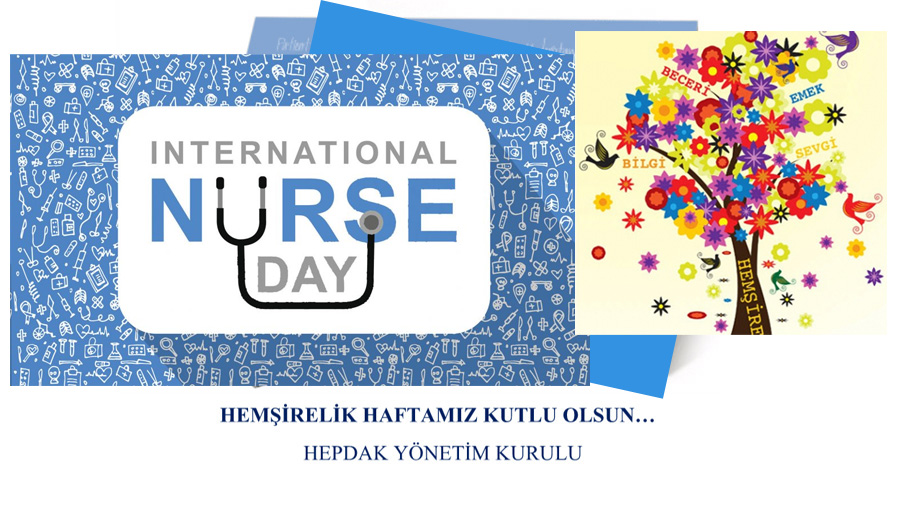 INTERNATIONAL
NURSE
DAY
BECERİ
EMEK
BİLGİ
SEVGİ
HEMŞİRE
HEMŞİRELİK HAFTAMIZ KUTLU OLSUN…
HEPDAK YÖNETİM KURULU